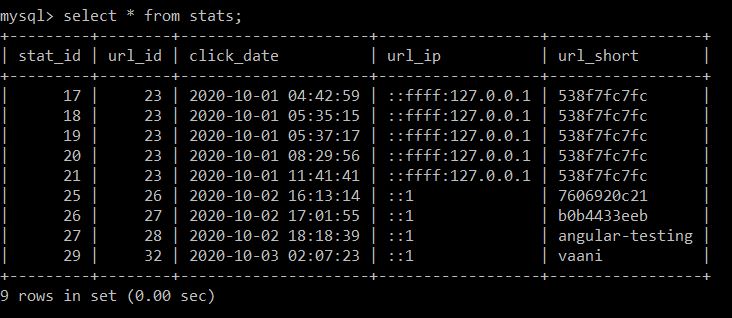 mysql> select * from stats;
+---------+--------+---------------------+------------------+-----------------+
| stat_id | url_id | click_date          | url_ip           | url_short       |
+---------+--------+---------------------+------------------+-----------------+
|      17 |     23 | 2020-10-01 04:42:59 | ::ffff:127.0.0.1 | 538f7fc7fc      |
|      18 |     23 | 2020-10-01 05:35:15 | ::ffff:127.0.0.1 | 538f7fc7fc      |
|      19 |     23 | 2020-10-01 05:37:17 | ::ffff:127.0.0.1 | 538f7fc7fc      |
|      20 |     23 | 2020-10-01 08:29:56 | ::ffff:127.0.0.1 | 538f7fc7fc      |
|      21 |     23 | 2020-10-01 11:41:41 | ::ffff:127.0.0.1 | 538f7fc7fc      |
|      25 |     26 | 2020-10-02 16:13:14 | ::1              | 7606920c21      |
|      26 |     27 | 2020-10-02 17:01:55 | ::1              | b0b4433eeb      |
|      27 |     28 | 2020-10-02 18:18:39 | ::1              | angular-testing |
|      29 |     32 | 2020-10-03 02:07:23 | ::1              | vaani           |
+---------+--------+---------------------+------------------+-----------------+
9 rows in set (0.00 sec)